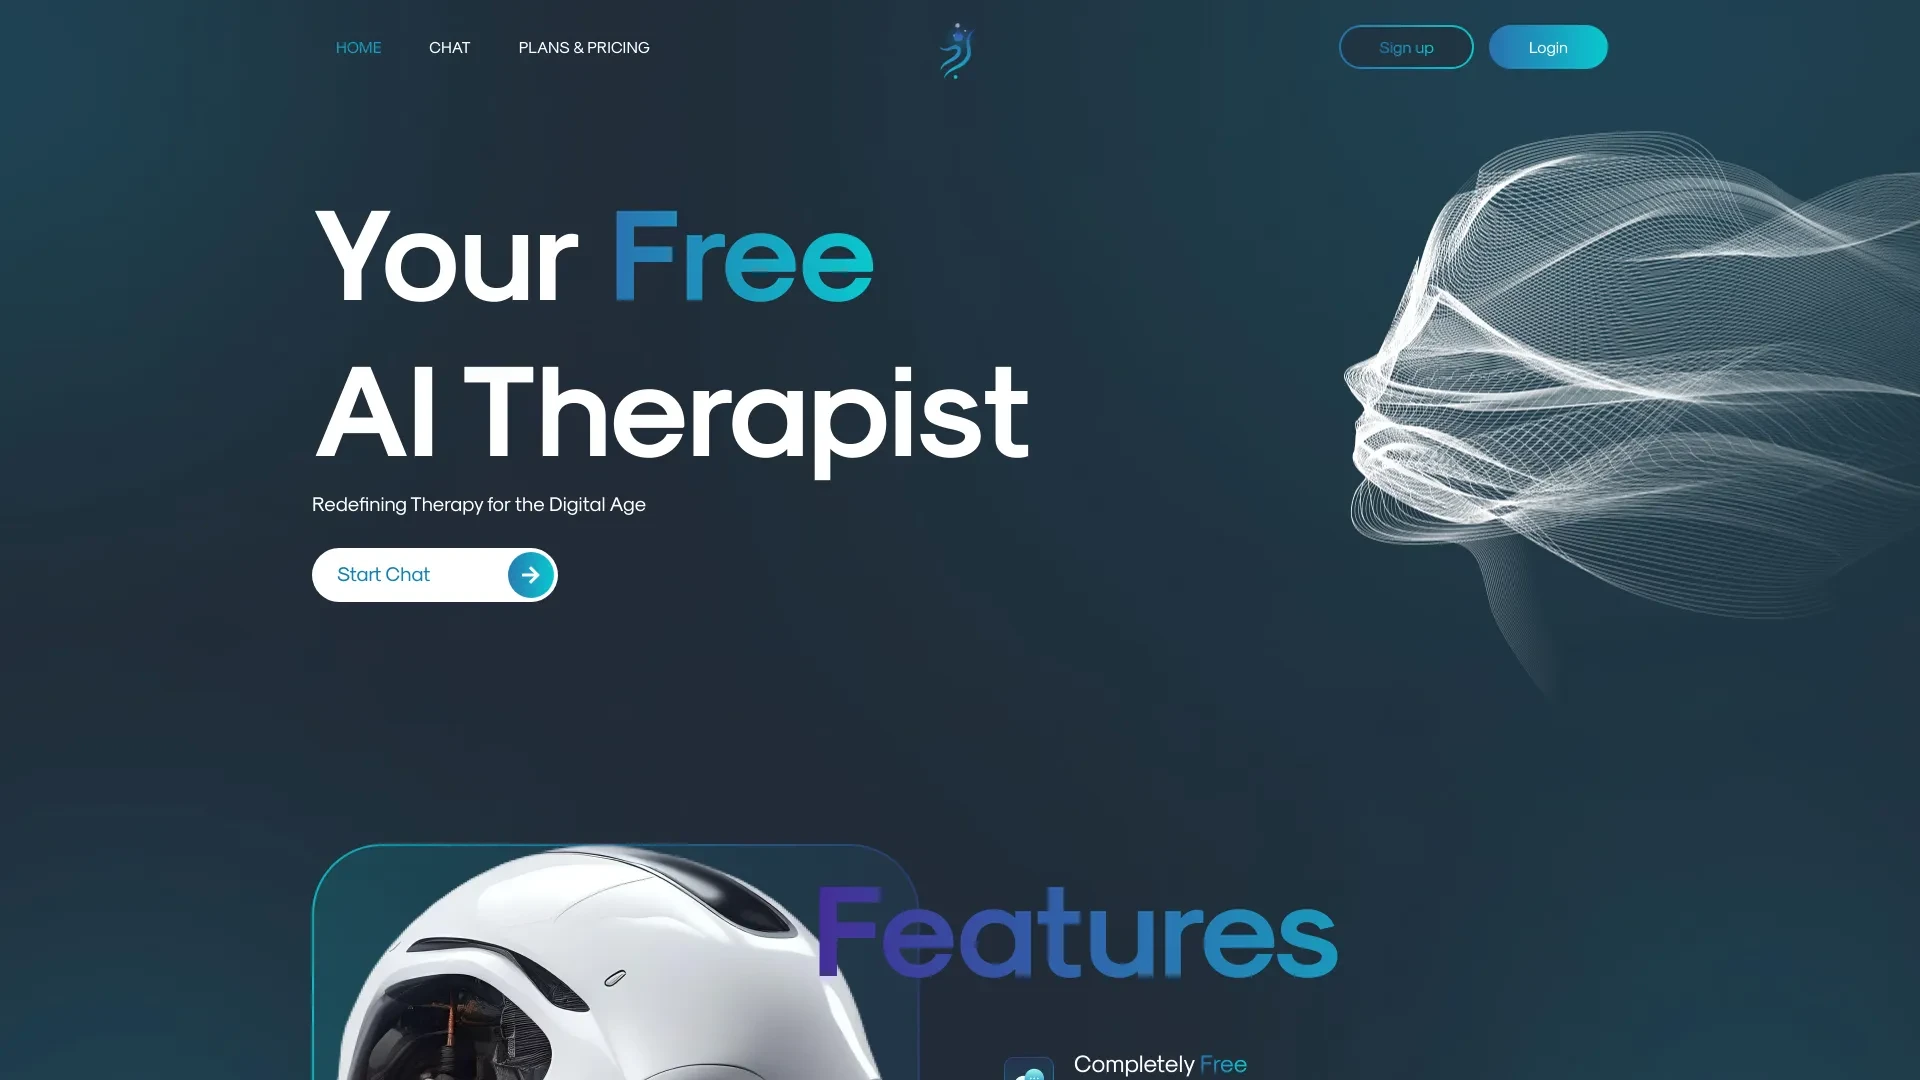 HOME CHAT PLANS & PRICING Sign up Login
Your Free
AI Therapist
Redefining Therapy for the Digital Age
Start Chat
Features
Completely Free